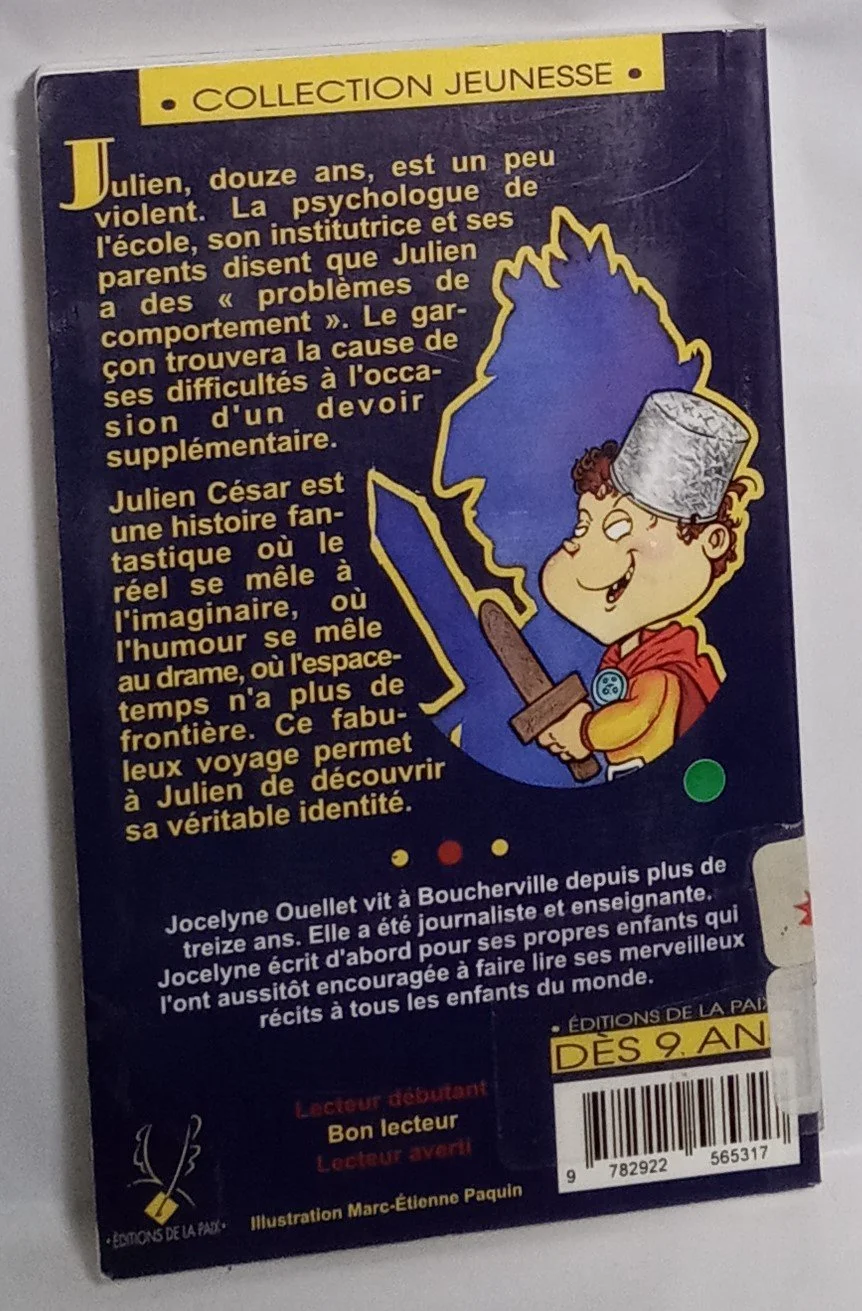 • COLLECTION JEUNESSE •
Julien, douze ans, est un peu
violent. La psychologue de
l'école, son institutrice et ses
parents disent que Julien
a des « problèmes de
comportement ». Le gar-
çon trouvera la cause de
ses difficultés à l'occa-
sion d'un devoir
supplémentaire.
Julien César est
une histoire fan-
tastique où le
réel se mêle à
l'imaginaire, où
l'humour se mêle
au drame, où l'espace-
temps n'a plus de
frontière. Ce fabu-
leux voyage permet
à Julien de découvrir
sa véritable identité.
Jocelyne Ouellet vit à Boucherville depuis plus de
treize ans. Elle a été journaliste et enseignante.
Jocelyne écrit d'abord pour ses propres enfants qui
l'ont aussitôt encouragée à faire lire ses merveilleux
récits à tous les enfants du monde.
• ÉDITIONS DE LA PAIX
DÈS 9 AN
Lecteur débutant
Bon lecteur
Lecteur averti
9 782922 565317
• ÉDITIONS DE LA PAIX •
Illustration Marc-Étienne Paquin